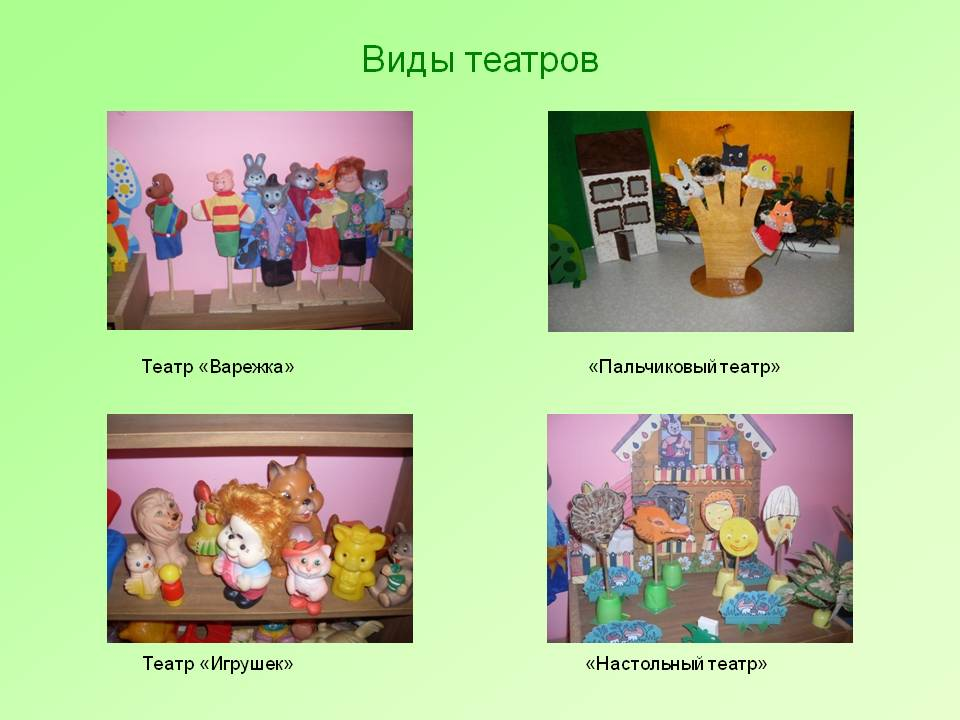 Виды театров
Театр «Варежка»
«Пальчиковый театр»
Театр «Игрушек»
«Настольный театр»